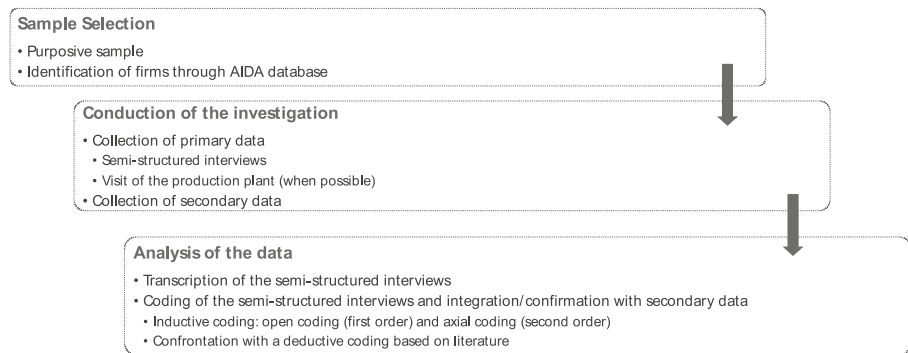 Sample Selection
• Purposive sample
• Identification of firms through AIDA database
Conduction of the investigation
• Collection of primary data
• Semi-structured interviews
• Visit of the production plant (when possible)
• Collection of secondary data
Analysis of the data
• Transcription of the semi-structured interviews
• Coding of the semi-structured interviews and integration/confirmation with secondary data
• Inductive coding: open coding (first order) and axial coding (second order)
• Confrontation with a deductive coding based on literature